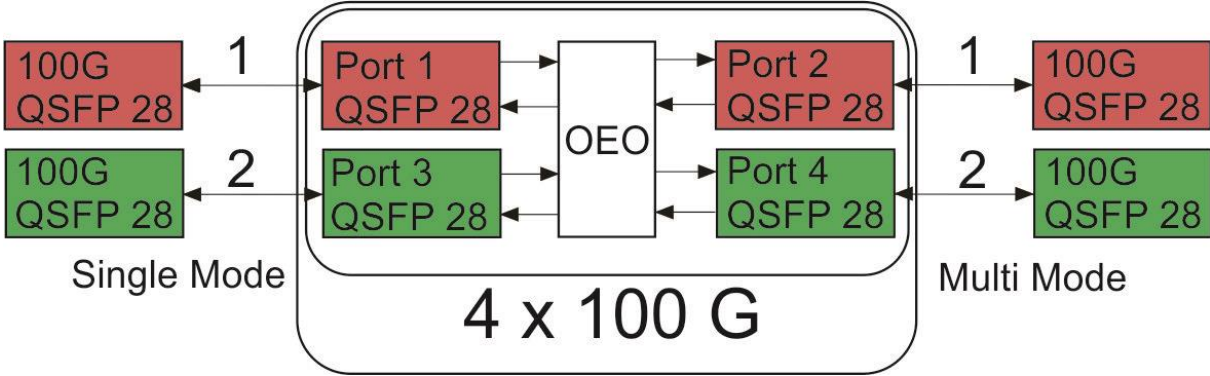 100G
QSFP 28
1
Port 1
QSFP 28
OEO
Port 2
QSFP 28
1
100G
QSFP 28
100G
QSFP 28
2
Port 3
QSFP 28
Port 4
QSFP 28
2
100G
QSFP 28
Single Mode
Multi Mode
4 x 100 G